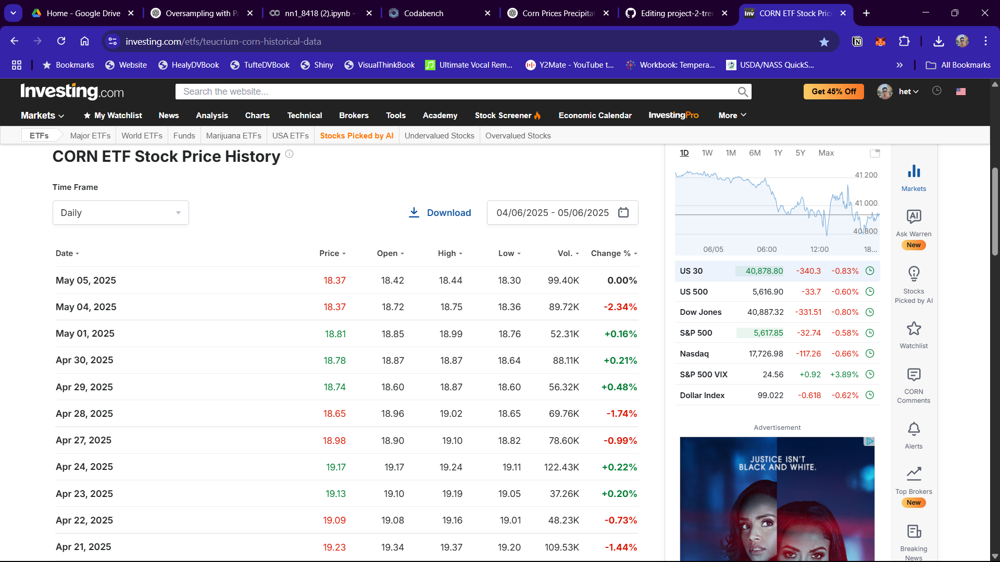 Home - Google Drive
Oversampling with Pa
nn1_8418 (2).ipynb -
Codabench
Corn Prices Precipitat
Editing project-2-tre
CORN ETF Stock Price
investing.com/etfs/teucrium-corn-historical-data
Bookmarks
Website
HealyDVBook
TufteDVBook
Shiny
VisualThinkBook
Ultimate Vocal Rem...
Y2Mate - YouTube t...
Workbook: Tempera...
USDA/NASS QuickS...
All Bookmarks
Investing.com
Search the website...
Get 45% Off
het
Markets
My Watchlist
News
Analysis
Charts
Technical
Brokers
Tools
Academy
Stock Screener
Economic Calendar
InvestingPro
More
ETFs
Major ETFs
World ETFs
Funds
Marijuana ETFs
USA ETFs
Stocks Picked by AI
Undervalued Stocks
Overvalued Stocks
CORN ETF Stock Price History
Time Frame
Daily
Download
04/06/2025 - 05/06/2025
Date Price Open High Low Vol. Change %
May 05, 2025 18.37 18.42 18.44 18.30 99.40K 0.00%
May 04, 2025 18.37 18.72 18.75 18.36 89.72K -2.34%
May 01, 2025 18.81 18.85 18.99 18.76 52.31K +0.16%
Apr 30, 2025 18.78 18.87 18.87 18.64 88.11K +0.21%
Apr 29, 2025 18.74 18.60 18.87 18.60 56.32K +0.48%
Apr 28, 2025 18.65 18.96 19.02 18.65 69.76K -1.74%
Apr 27, 2025 18.98 18.90 19.10 18.82 78.60K -0.99%
Apr 24, 2025 19.17 19.17 19.24 19.11 122.43K +0.22%
Apr 23, 2025 19.13 19.10 19.19 19.05 37.26K +0.20%
Apr 22, 2025 19.09 19.08 19.16 19.01 48.23K -0.73%
Apr 21, 2025 19.23 19.34 19.37 19.20 109.53K -1.44%
1D 1W 1M 6M 1Y 5Y Max
41 200
41 000
40,800
06/05 06:00 12:00 18...
US 30 40,878.80 -340.3 -0.83%
US 500 5,616.90 -33.7 -0.60%
Dow Jones 40,887.32 -331.51 -0.80%
S&P 500 5,617.85 -32.74 -0.58%
Nasdaq 17,726.98 -117.26 -0.66%
S&P 500 VIX 24.56 +0.92 +3.89%
Dollar Index 99.022 -0.618 -0.62%
Advertisement
JUSTICE ISN'T
BLACK AND WHITE.
Markets
AI
Ask Warren
New
Stocks
Picked by AI
Watchlist
CORN
Comments
Alerts
Top Brokers
New
Breaking
News